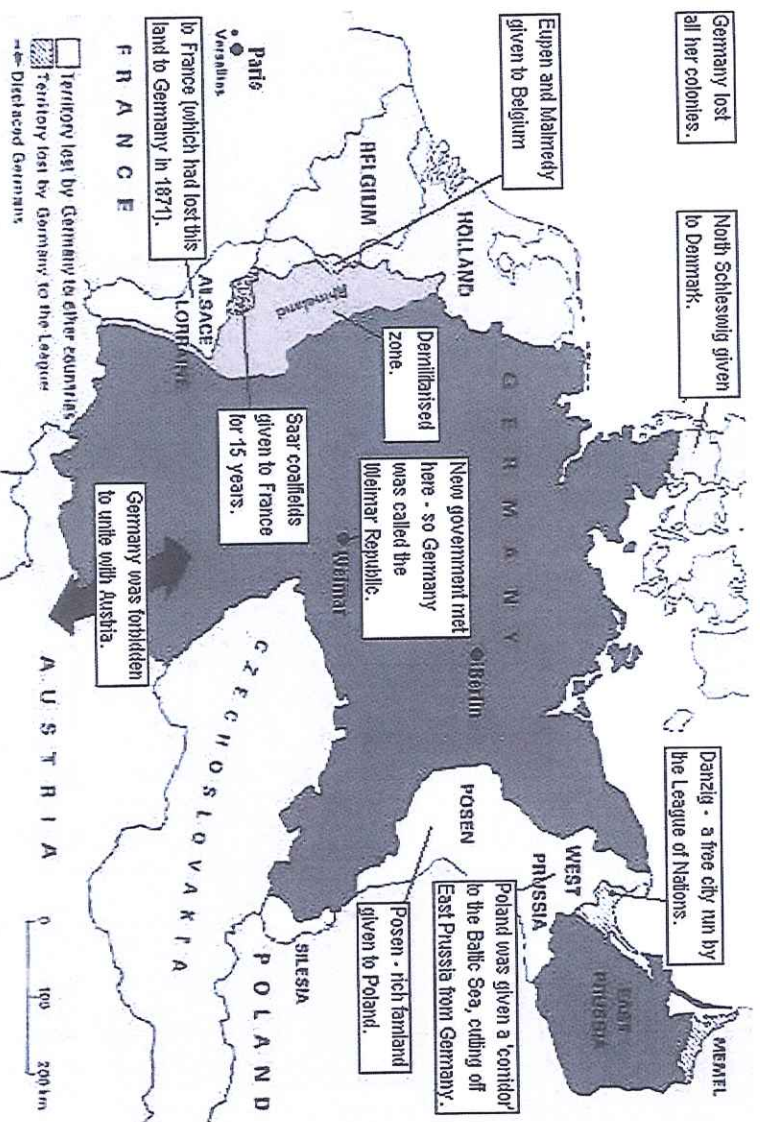 Germany lost
all her colonies.
North Schleswig given
to Denmark.
Danzig - a free city run by
the League of Nations.
Eupen and Malmedy
given to Belgium
HOLLAND
BELGIUM
GERMANY
Demilitarised
zone.
Rhineland
New government met
here - so Germany
was called the
Weimar Republic.
Berlin
Weimar
WEST
PRUSSIA
EAST
PRUSSIA
MEMEL
POSEN
Poland was given a 'corridor'
to the Baltic Sea, cutting off
East Prussia from Germany.
Posen - rich famland
given to Poland.
SILESIA
POLAND
CZECHOSLOVAKIA
Paris
Versailles
FRANCE
ALSACE
LORRAINE
to France (which had lost this
land to Germany in 1871).
Saar coalfields
given to France
for 15 years.
Germany was forbidden
to unite with Austria.
AUSTRIA
Territory lost by Germany to other countries
Territory lost by Germany to the League
Displaced Germans
0 100 200 km